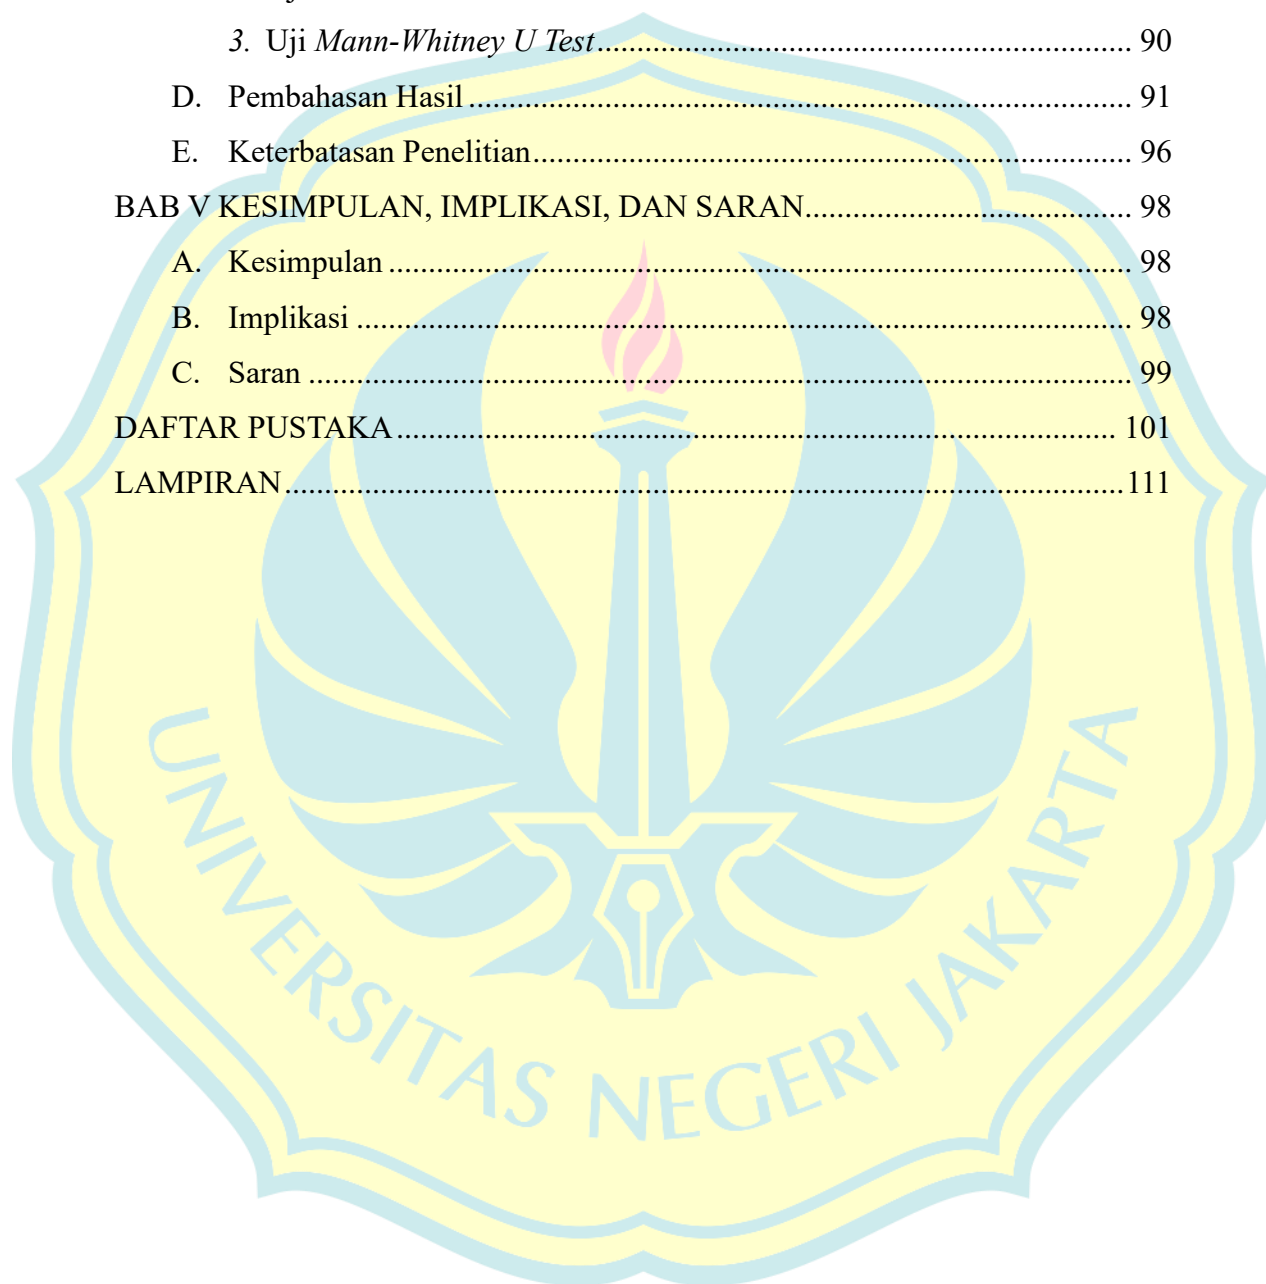 3. Uji Mann-Whitney U Test.................................................................... 90
D. Pembahasan Hasil.................................................................................... 91
E. Keterbatasan Penelitian............................................................................ 96
BAB V KESIMPULAN, IMPLIKASI, DAN SARAN......................................... 98
A. Kesimpulan.............................................................................................. 98
B. Implikasi.................................................................................................. 98
C. Saran........................................................................................................ 99
DAFTAR PUSTAKA........................................................................................... 101
LAMPIRAN..........................................................................................................111
UNIVERSITAS NEGERI JAKARTA